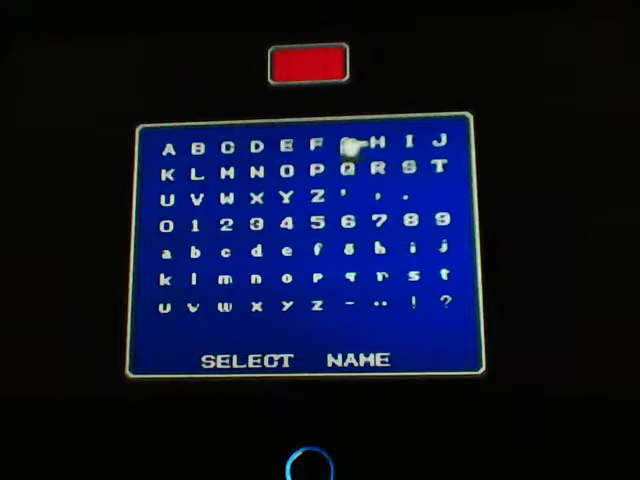 A B C D E F H I J
K L M N O P Q R S T
U V W X Y Z ' , .
0 1 2 3 4 5 6 7 8 9
a b c d e f g h i j
k l m n o p q r s t
u v w x y z - .. ! ?
SELECT NAME